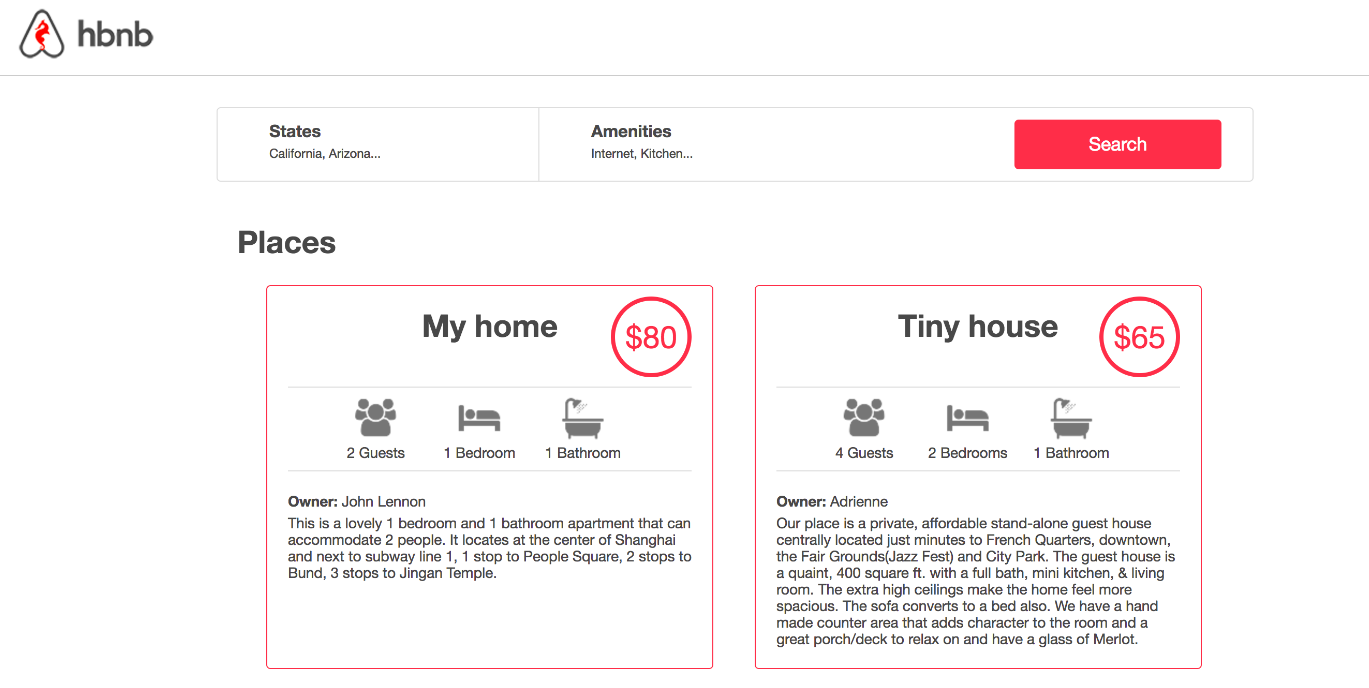 hbnb
States
California, Arizona...
Amenities
Internet, Kitchen...
Search
Places
My home
$80
2 Guests
1 Bedroom
1 Bathroom
Owner: John Lennon
This is a lovely 1 bedroom and 1 bathroom apartment that can
accommodate 2 people. It locates at the center of Shanghai
and next to subway line 1, 1 stop to People Square, 2 stops to
Bund, 3 stops to Jingan Temple.
Tiny house
$65
4 Guests
2 Bedrooms
1 Bathroom
Owner: Adrienne
Our place is a private, affordable stand-alone guest house
centrally located just minutes to French Quarters, downtown,
the Fair Grounds(Jazz Fest) and City Park. The guest house is
a quaint, 400 square ft. with a full bath, mini kitchen, & living
room. The extra high ceilings make the home feel more
spacious. The sofa converts to a bed also. We have a hand
made counter area that adds character to the room and a
great porch/deck to relax on and have a glass of Merlot.